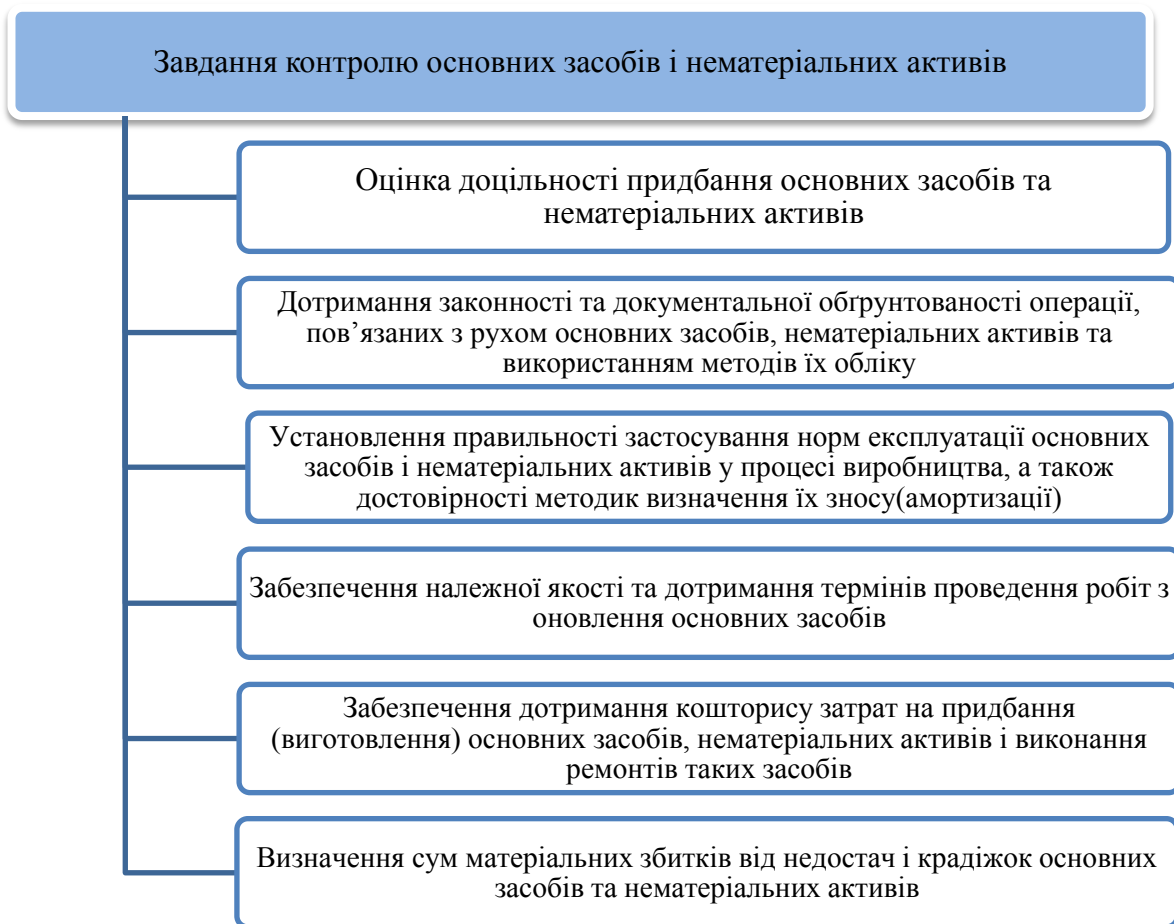 Завдання контролю основних засобів і нематеріальних активів
Оцінка доцільності придбання основних засобів та
нематеріальних активів
Дотримання законності та документальної обґрунтованості операції,
пов’язаних з рухом основних засобів, нематеріальних активів та
використанням методів їх обліку
Установлення правильності застосування норм експлуатації основних
засобів і нематеріальних активів у процесі виробництва, а також
достовірності методик визначення їх зносу(амортизації)
Забезпечення належної якості та дотримання термінів проведення робіт з
оновлення основних засобів
Забезпечення дотримання кошторису затрат на придбання
(виготовлення) основних засобів, нематеріальних активів і виконання
ремонтів таких засобів
Визначення сум матеріальних збитків від недостач і крадіжок основних
засобів та нематеріальних активів